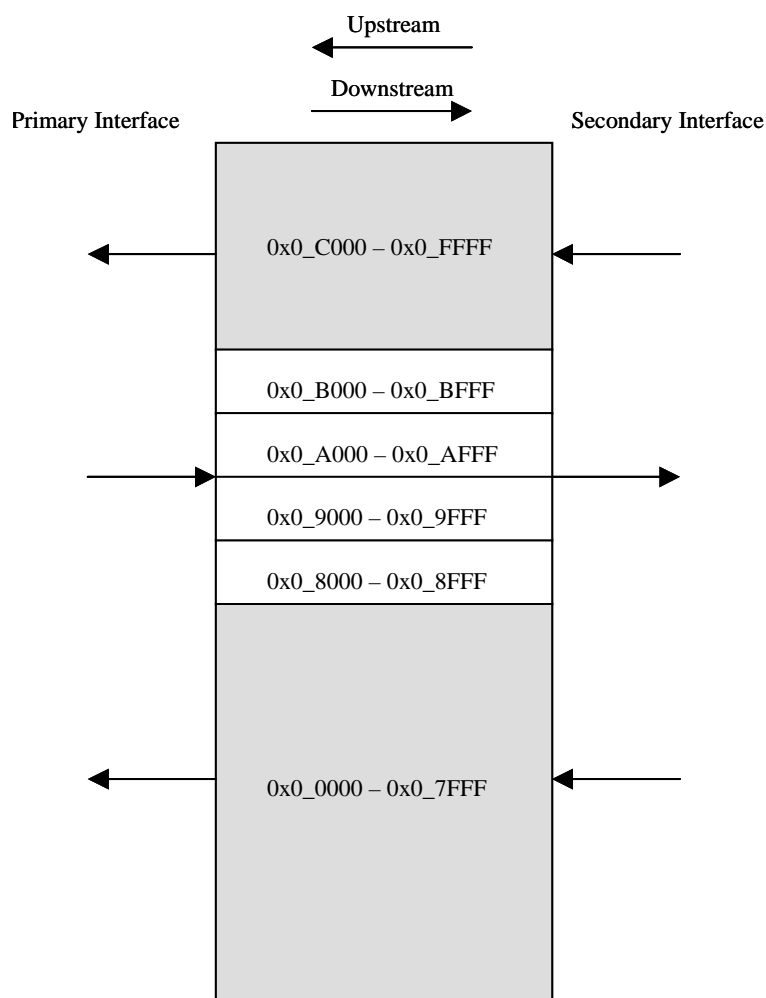 Upstream
Downstream
Primary Interface
Secondary Interface
0x0_C000 – 0x0_FFFF
0x0_B000 – 0x0_BFFF
0x0_A000 – 0x0_AFFF
0x0_9000 – 0x0_9FFF
0x0_8000 – 0x0_8FFF
0x0_0000 – 0x0_7FFF